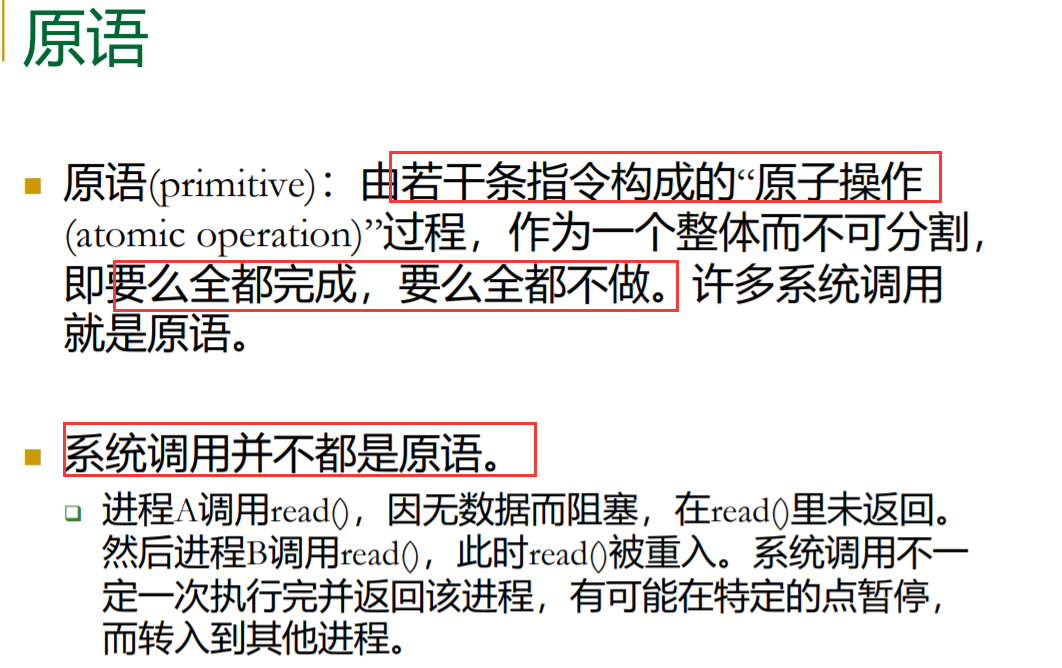 原语
原语(primitive)：由若干条指令构成的“原子操作
(atomic operation)”过程，作为一个整体而不可分割，
即要么全都完成，要么全都不做。许多系统调用
就是原语。
系统调用并不都是原语。
进程A调用read()，因无数据而阻塞，在read()里未返回。
然后进程B调用read()，此时read()被重入。系统调用不一
定一次执行完并返回该进程，有可能在特定的点暂停，
而转入到其他进程。